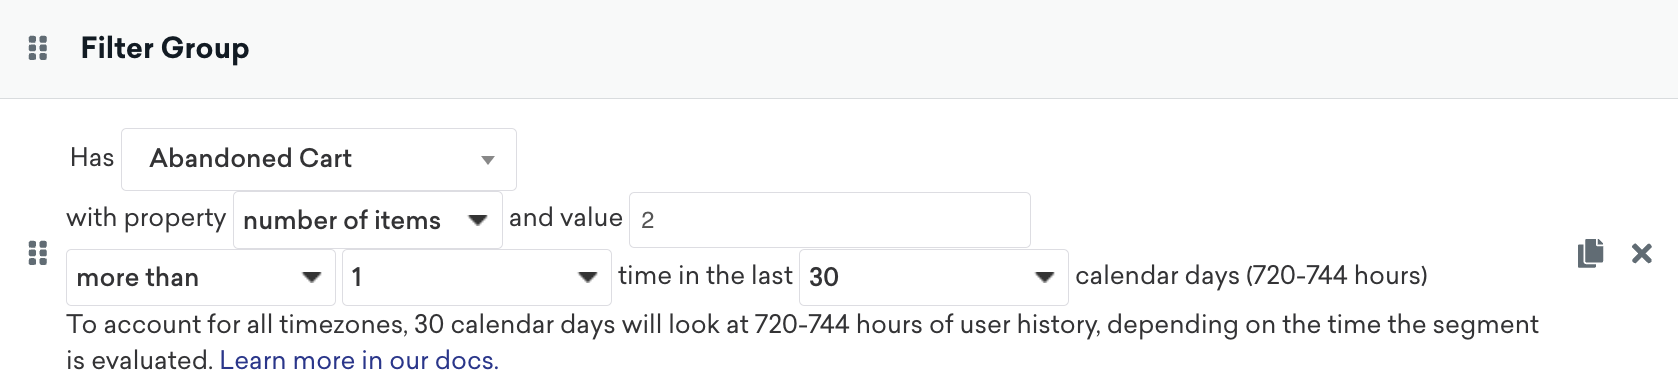 Filter Group
Has Abandoned Cart
with property number of items and value 2
more than 1 time in the last 30 calendar days (720-744 hours)
To account for all timezones, 30 calendar days will look at 720-744 hours of user history, depending on the time the segment
is evaluated. Learn more in our docs.